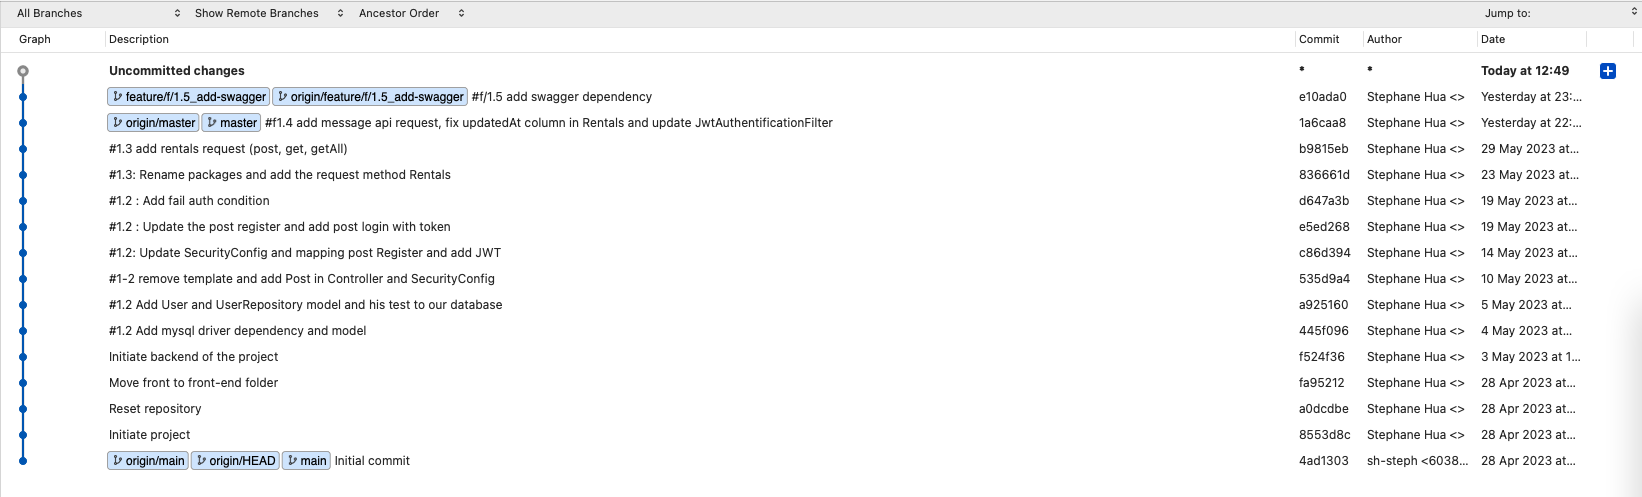 All Branches Show Remote Branches Ancestor Order Jump to:
Graph Description Commit Author Date
Uncommitted changes * * Today at 12:49
feature/f/1.5_add-swagger origin/feature/f/1.5_add-swagger #f/1.5 add swagger dependency e10ada0 Stephane Hua <> Yesterday at 23:...
origin/master master #f1.4 add message api request, fix updatedAt column in Rentals and update JwtAuthentificationFilter 1a6caa8 Stephane Hua <> Yesterday at 22:...
#1.3 add rentals request (post, get, getAll) b9815eb Stephane Hua <> 29 May 2023 at...
#1.3: Rename packages and add the request method Rentals 836661d Stephane Hua <> 23 May 2023 at...
#1.2 : Add fail auth condition d647a3b Stephane Hua <> 19 May 2023 at...
#1.2 : Update the post register and add post login with token e5ed268 Stephane Hua <> 19 May 2023 at...
#1.2: Update SecurityConfig and mapping post Register and add JWT c86d394 Stephane Hua <> 14 May 2023 at...
#1-2 remove template and add Post in Controller and SecurityConfig 535d9a4 Stephane Hua <> 10 May 2023 at...
#1.2 Add User and UserRepository model and his test to our database a925160 Stephane Hua <> 5 May 2023 at...
#1.2 Add mysql driver dependency and model 445f096 Stephane Hua <> 4 May 2023 at...
Initiate backend of the project f524f36 Stephane Hua <> 3 May 2023 at 1...
Move front to front-end folder fa95212 Stephane Hua <> 28 Apr 2023 at...
Reset repository a0dcdbe Stephane Hua <> 28 Apr 2023 at...
Initiate project 8553d8c Stephane Hua <> 28 Apr 2023 at...
origin/main origin/HEAD main Initial commit 4ad1303 sh-steph <6038... 28 Apr 2023 at...